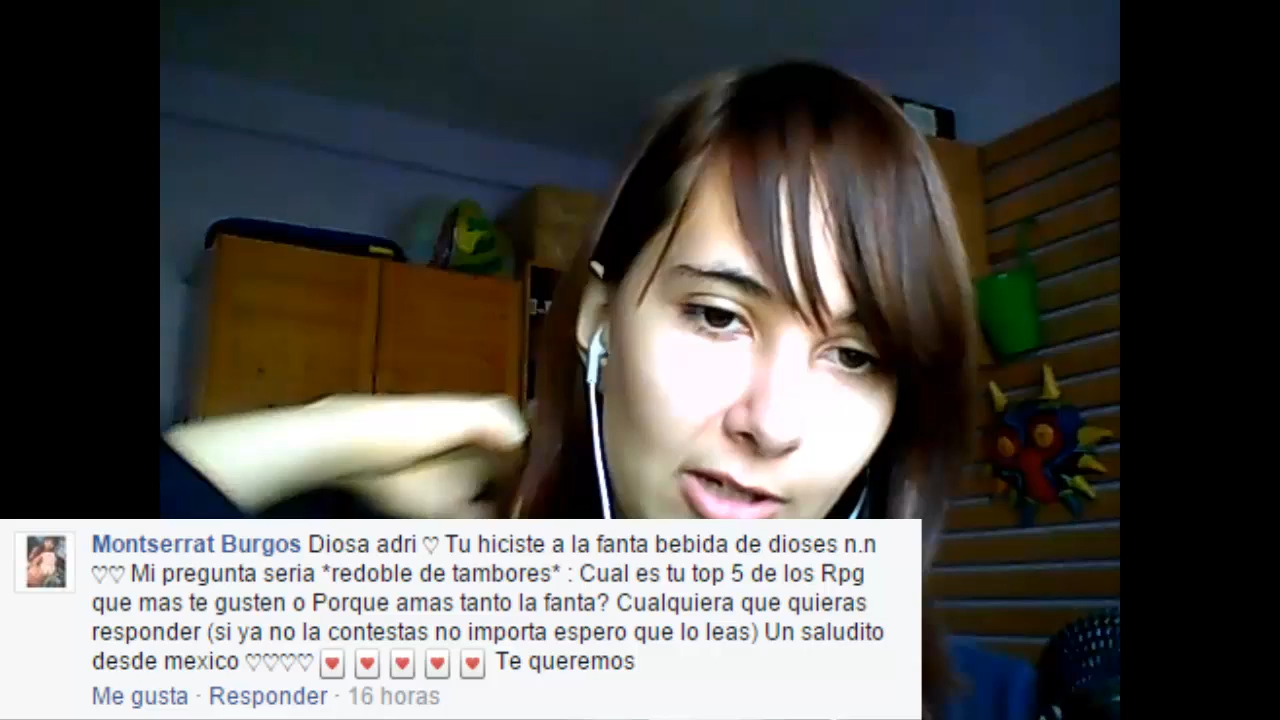 Montserrat Burgos Diosa adri ♡ Tu hiciste a la fanta bebida de dioses n.n
♡♡ Mi pregunta seria *redoble de tambores* : Cual es tu top 5 de los Rpg
que mas te gusten o Porque amas tanto la fanta? Cualquiera que quieras
responder (si ya no la contestas no importa espero que lo leas) Un saludito
desde mexico ♡♡♡♡ 💌 💌 💌 💌 💌 Te queremos
Me gusta · Responder · 16 horas